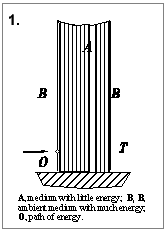 1.
A
B B
O T
A, medium with little energy; B, B,
ambient medium with much energy;
O, path of energy.